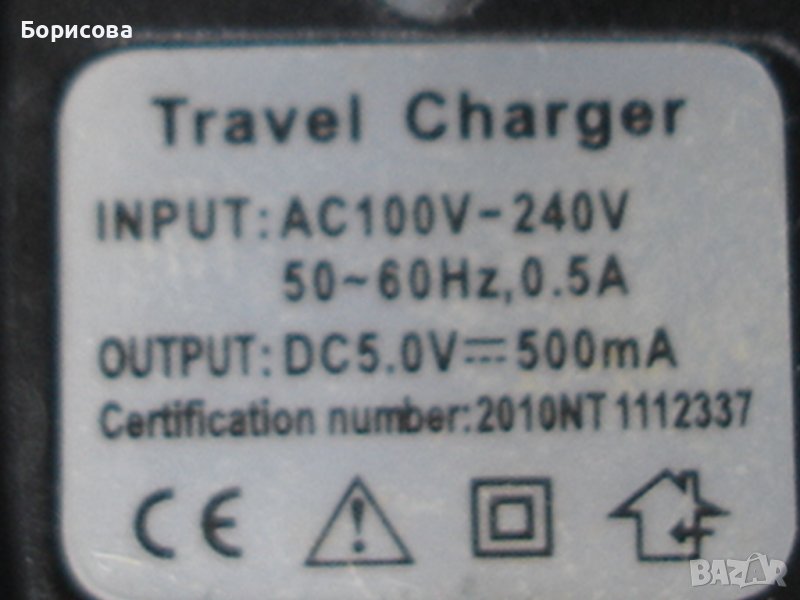 Борисова
Travel Charger
INPUT: AC100V-240V
50~60Hz, 0.5A
OUTPUT: DC5.0V⎓500mA
Certification number: 2010NT 1112337
CE
BAZAR